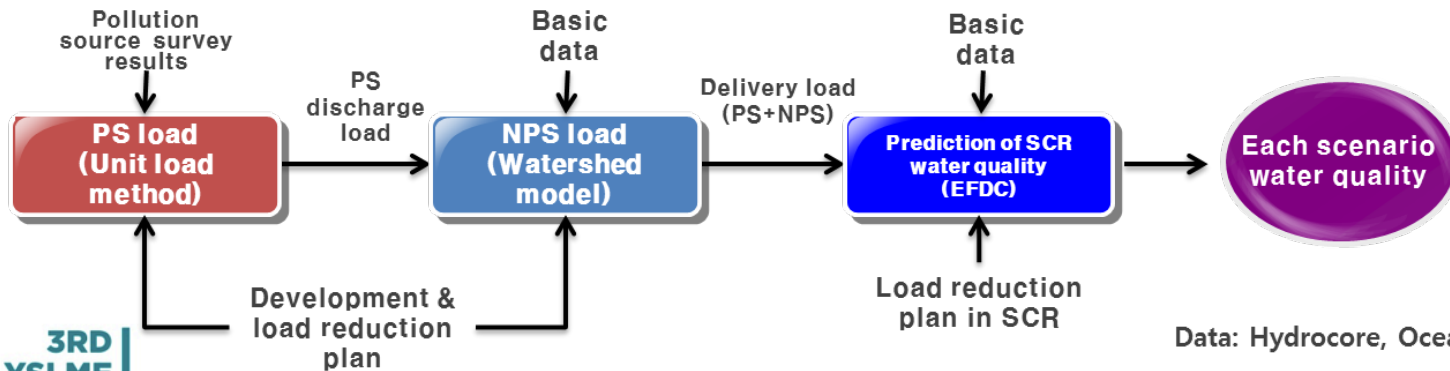 Pollution
source survey
results
PS load
(Unit load
method)
PS
discharge
load
Basic
data
NPS load
(Watershed
model)
Delivery load
(PS+NPS)
Basic
data
Prediction of SCR
water quality
(EFDC)
Each scenario
water quality
Development &
load reduction
plan
Load reduction
plan in SCR
3RD
YSLME
Data: Hydrocore, Ocea